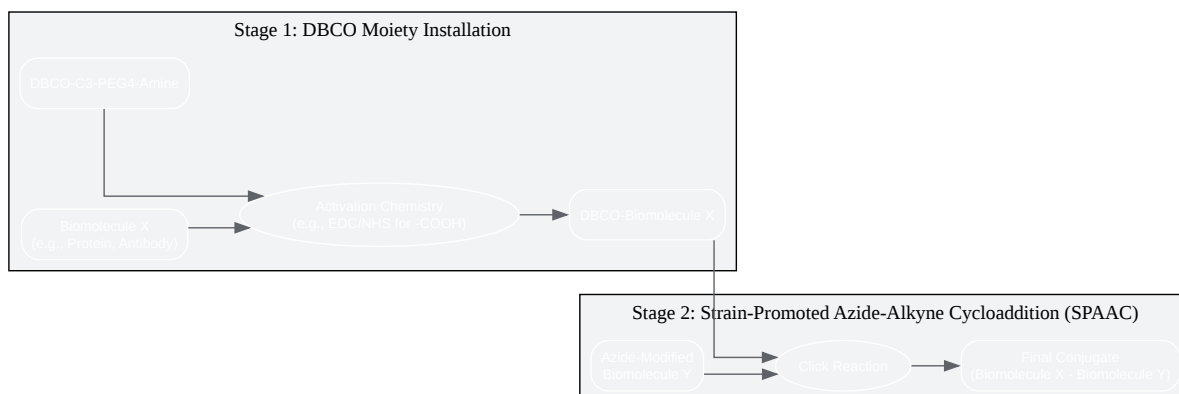 Stage 1: DBCO Moiety Installation
DBCO-C3-PEG4-Amine
Biomolecule X
(e.g., Protein, Antibody)
Activation Chemistry
(e.g., EDC/NHS for -COOH)
DBCO-Biomolecule X
Stage 2: Strain-Promoted Azide-Alkyne Cycloaddition (SPAAC)
Azide-Modified
Biomolecule Y
Click Reaction
Final Conjugate
(Biomolecule X - Biomolecule Y)